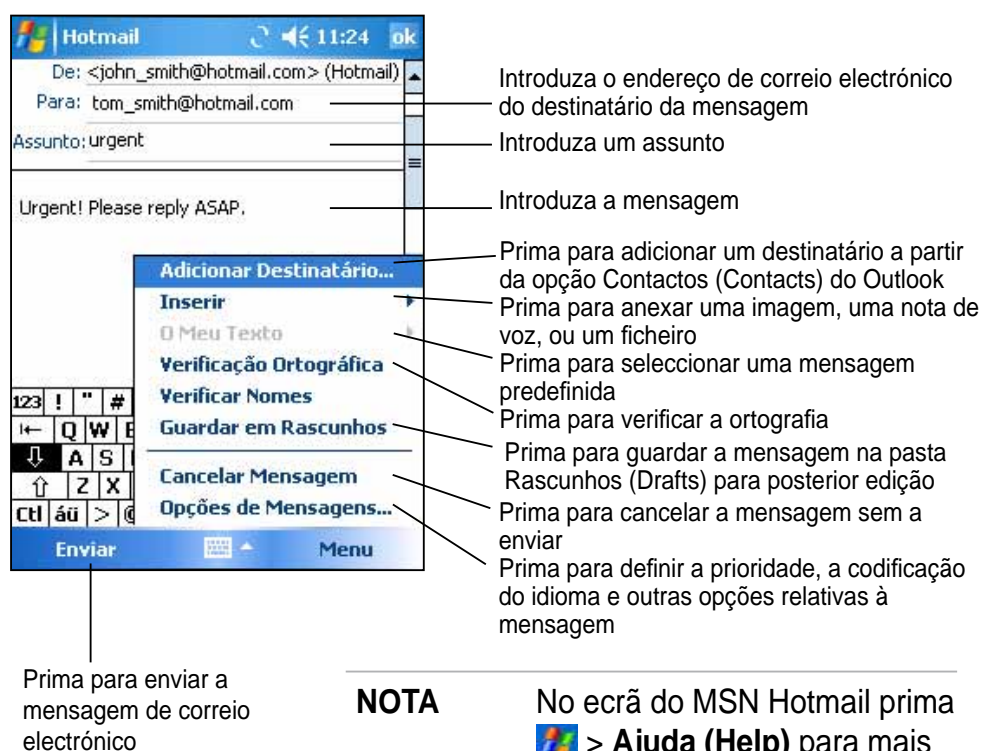 Hotmail 11:24 ok
De: <john_smith@hotmail.com> (Hotmail)
Para: tom_smith@hotmail.com
Assunto: urgent
Urgent! Please reply ASAP.
Adicionar Destinatário...
Inserir
O Meu Texto
Verificação Ortográfica
Verificar Nomes
Guardar em Rascunhos
Cancelar Mensagem
Opções de Mensagens...
123 ! " #
Q W E
A S
Z X
Ctl áü > @
Enviar Menu
Introduza o endereço de correio electrónico
do destinatário da mensagem
Introduza um assunto
Introduza a mensagem
Prima para adicionar um destinatário a partir
da opção Contactos (Contacts) do Outlook
Prima para anexar uma imagem, uma nota de
voz, ou um ficheiro
Prima para seleccionar uma mensagem
predefinida
Prima para verificar a ortografia
Prima para guardar a mensagem na pasta
Rascunhos (Drafts) para posterior edição
Prima para cancelar a mensagem sem a
enviar
Prima para definir a prioridade, a codificação
do idioma e outras opções relativas à
mensagem
Prima para enviar a
mensagem de correio
electrónico
NOTA No ecrã do MSN Hotmail prima
> Ajuda (Help) para mais